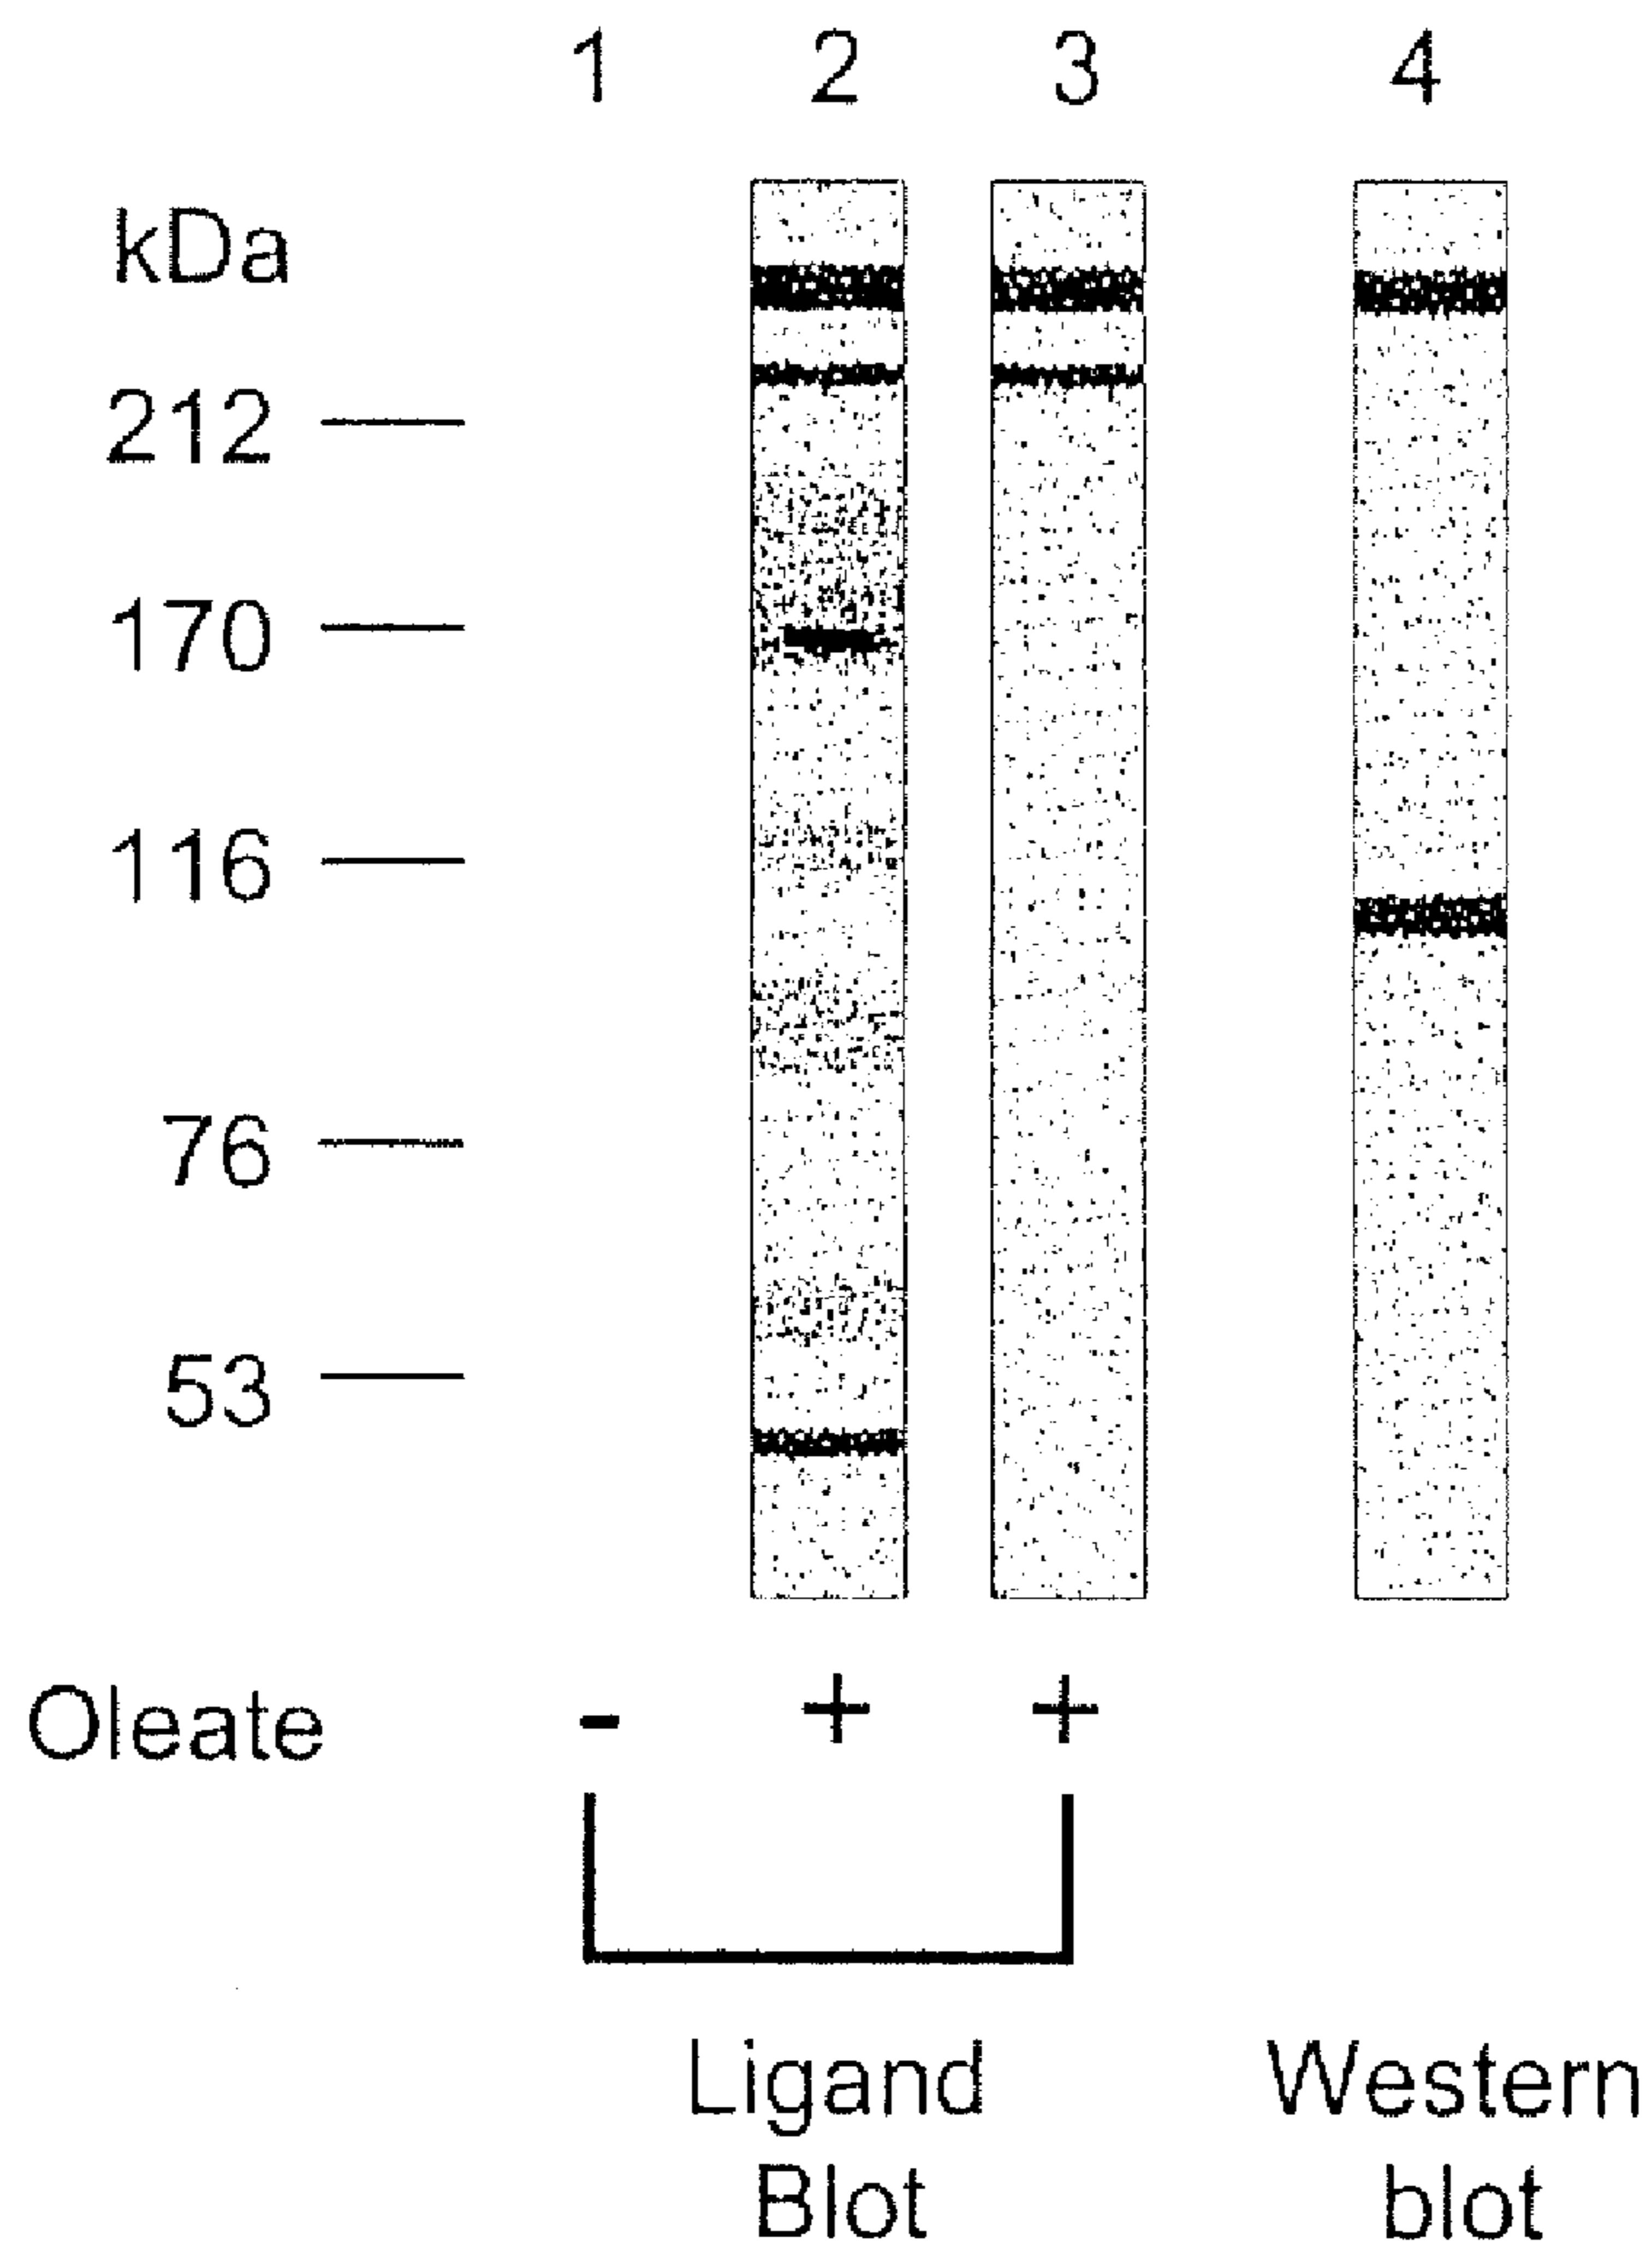 1 2 3 4
kDa
212
170
116
76
53
Oleate - + +
Ligand Western
Blot blot